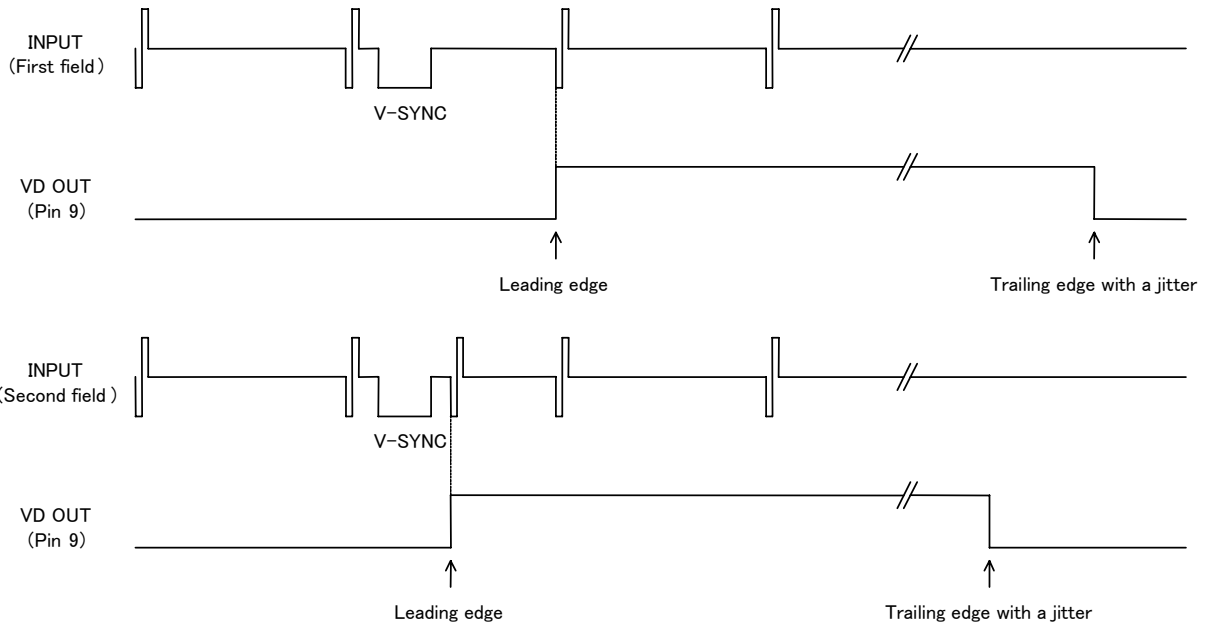 INPUT
(First field)
V-SYNC
VD OUT
(Pin 9)
Leading edge
Trailing edge with a jitter
INPUT
(Second field)
V-SYNC
VD OUT
(Pin 9)
Leading edge
Trailing edge with a jitter